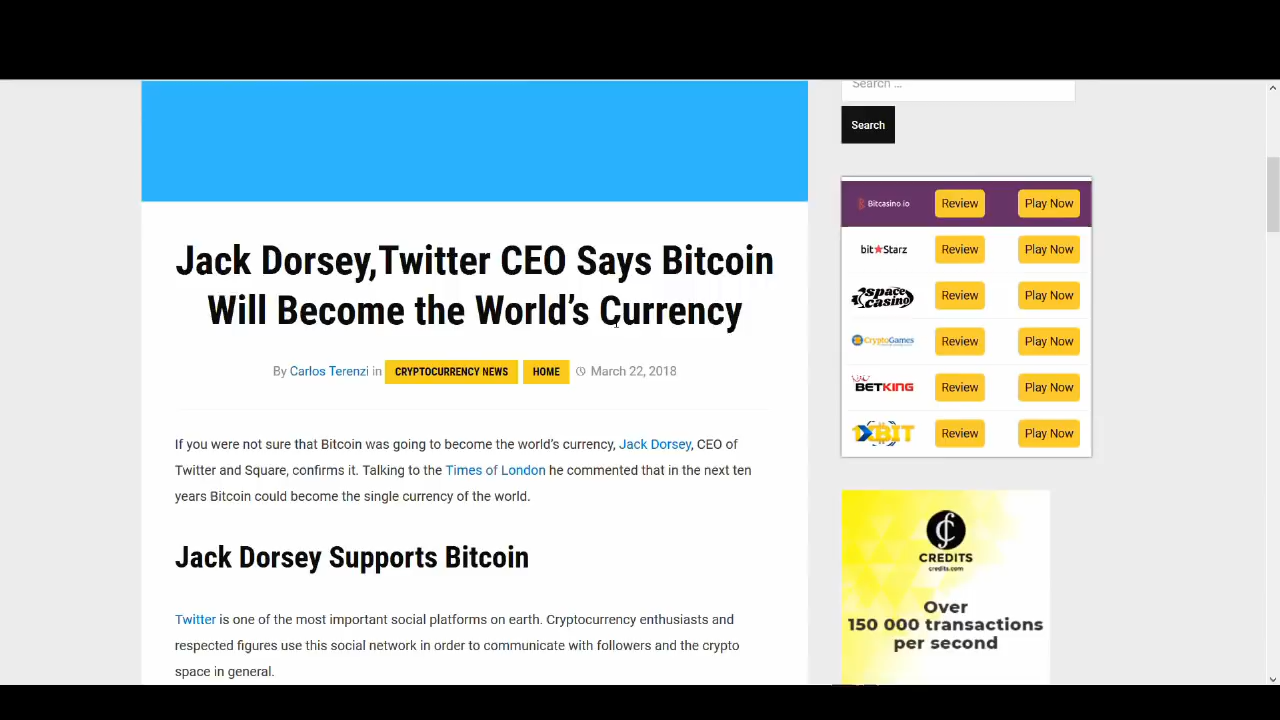 Search ...
Search
Jack Dorsey,Twitter CEO Says Bitcoin
Will Become the World’s Currency
By Carlos Terenzi in CRYPTOCURRENCY NEWS HOME March 22, 2018
If you were not sure that Bitcoin was going to become the world’s currency, Jack Dorsey, CEO of
Twitter and Square, confirms it. Talking to the Times of London he commented that in the next ten
years Bitcoin could become the single currency of the world.
Jack Dorsey Supports Bitcoin
Twitter is one of the most important social platforms on earth. Cryptocurrency enthusiasts and
respected figures use this social network in order to communicate with followers and the crypto
space in general.
Bitcasino.io Review Play Now
bitStarz Review Play Now
space casino Review Play Now
CryptoGames Review Play Now
BETKING Review Play Now
1XBIT Review Play Now
CREDITS
credits.com
Over
150 000 transactions
per second